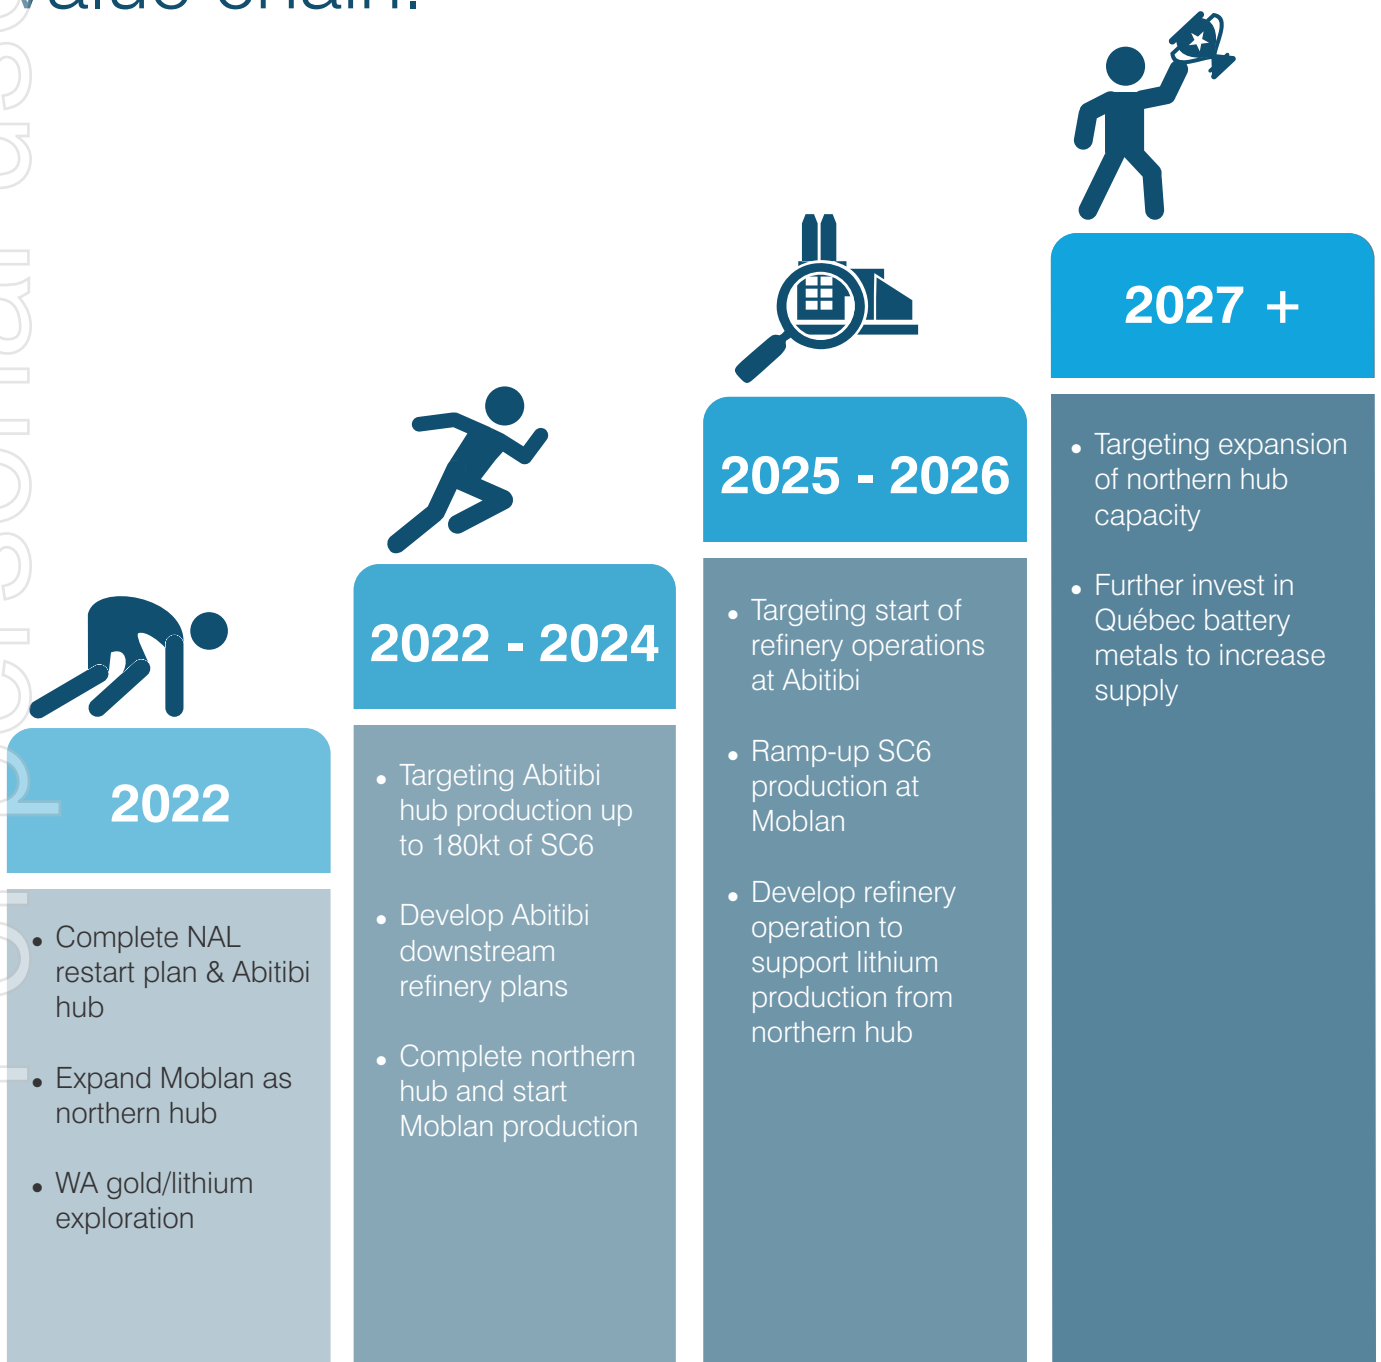 value chain.
2022
Complete NAL
restart plan & Abitibi
hub
Expand Moblan as
northern hub
WA gold/lithium
exploration
2022 - 2024
Targeting Abitibi
hub production up
to 180kt of SC6
Develop Abitibi
downstream
refinery plans
Complete northern
hub and start
Moblan production
2025 - 2026
Targeting start of
refinery operations
at Abitibi
Ramp-up SC6
production at
Moblan
Develop refinery
operation to
support lithium
production from
northern hub
2027 +
Targeting expansion
of northern hub
capacity
Further invest in
Québec battery
metals to increase
supply
personal use